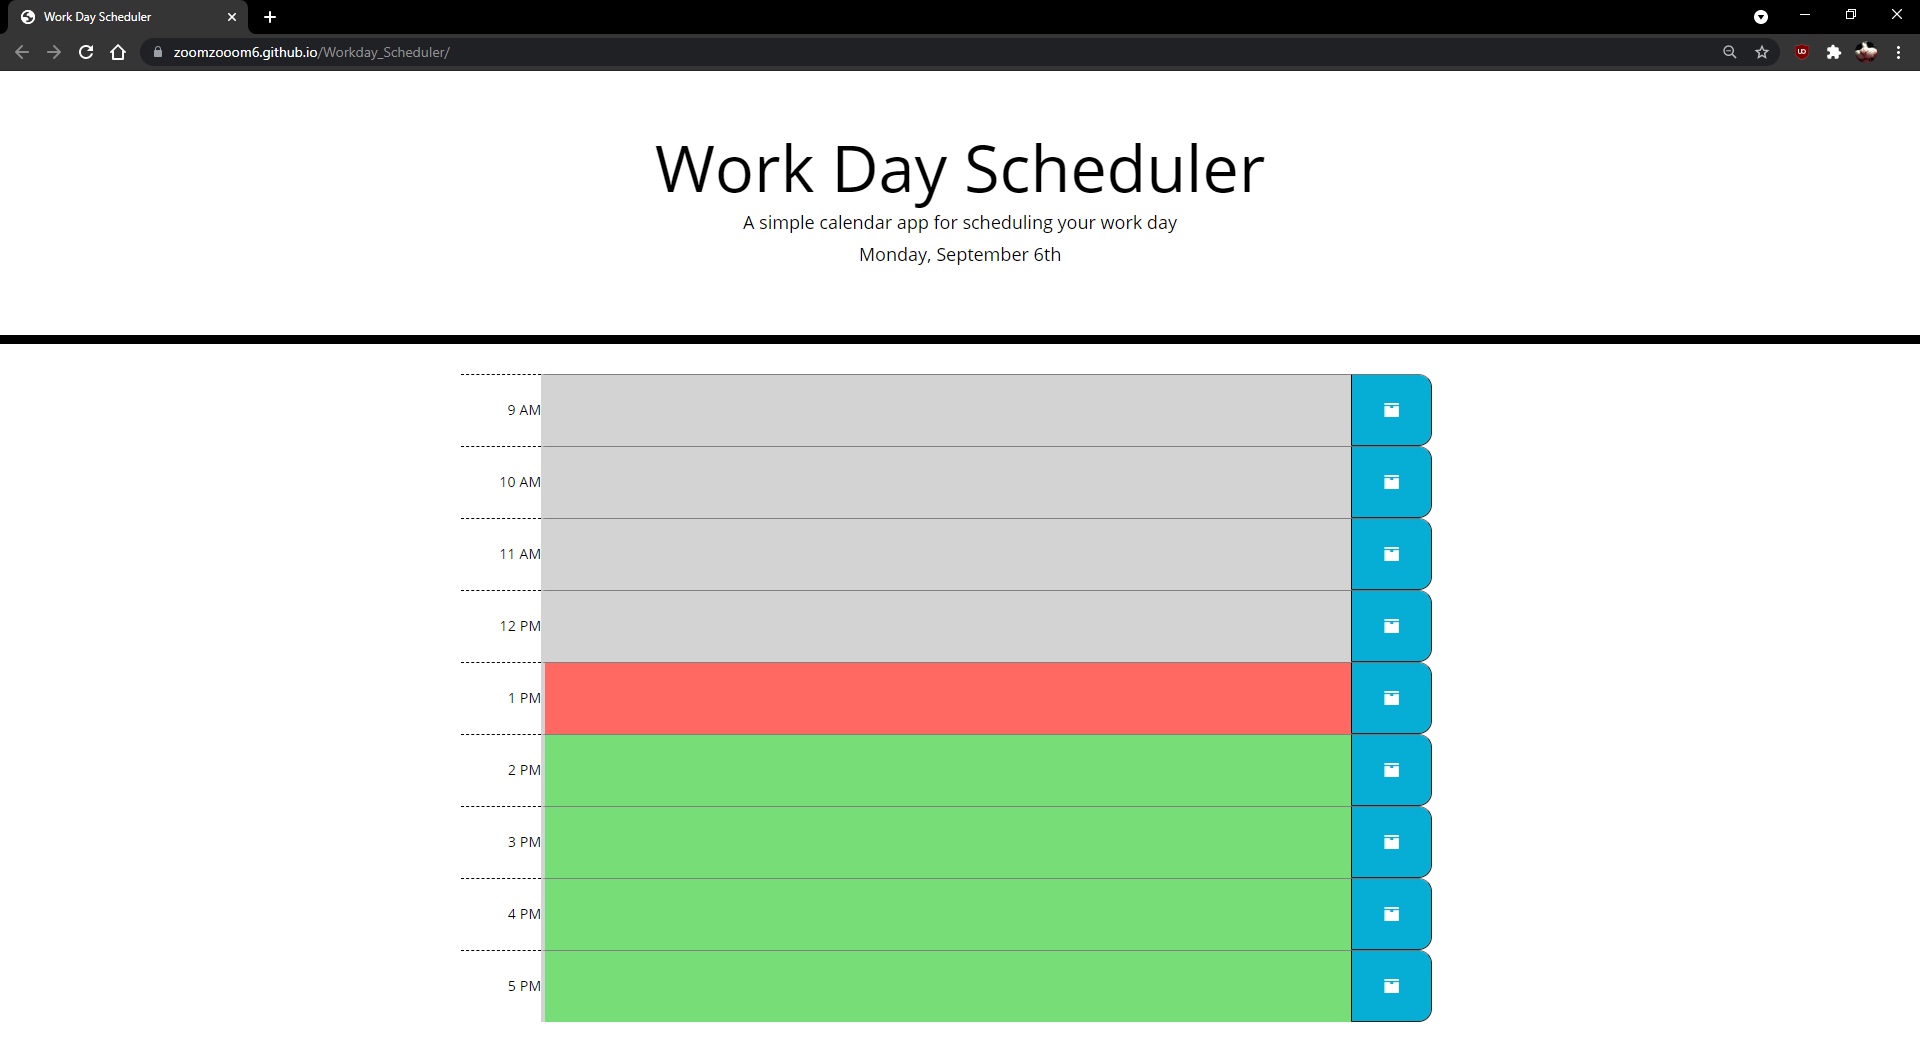 Work Day Scheduler
zoomzooom6.github.io/Workday_Scheduler/
Work Day Scheduler
A simple calendar app for scheduling your work day
Monday, September 6th
9 AM
10 AM
11 AM
12 PM
1 PM
2 PM
3 PM
4 PM
5 PM